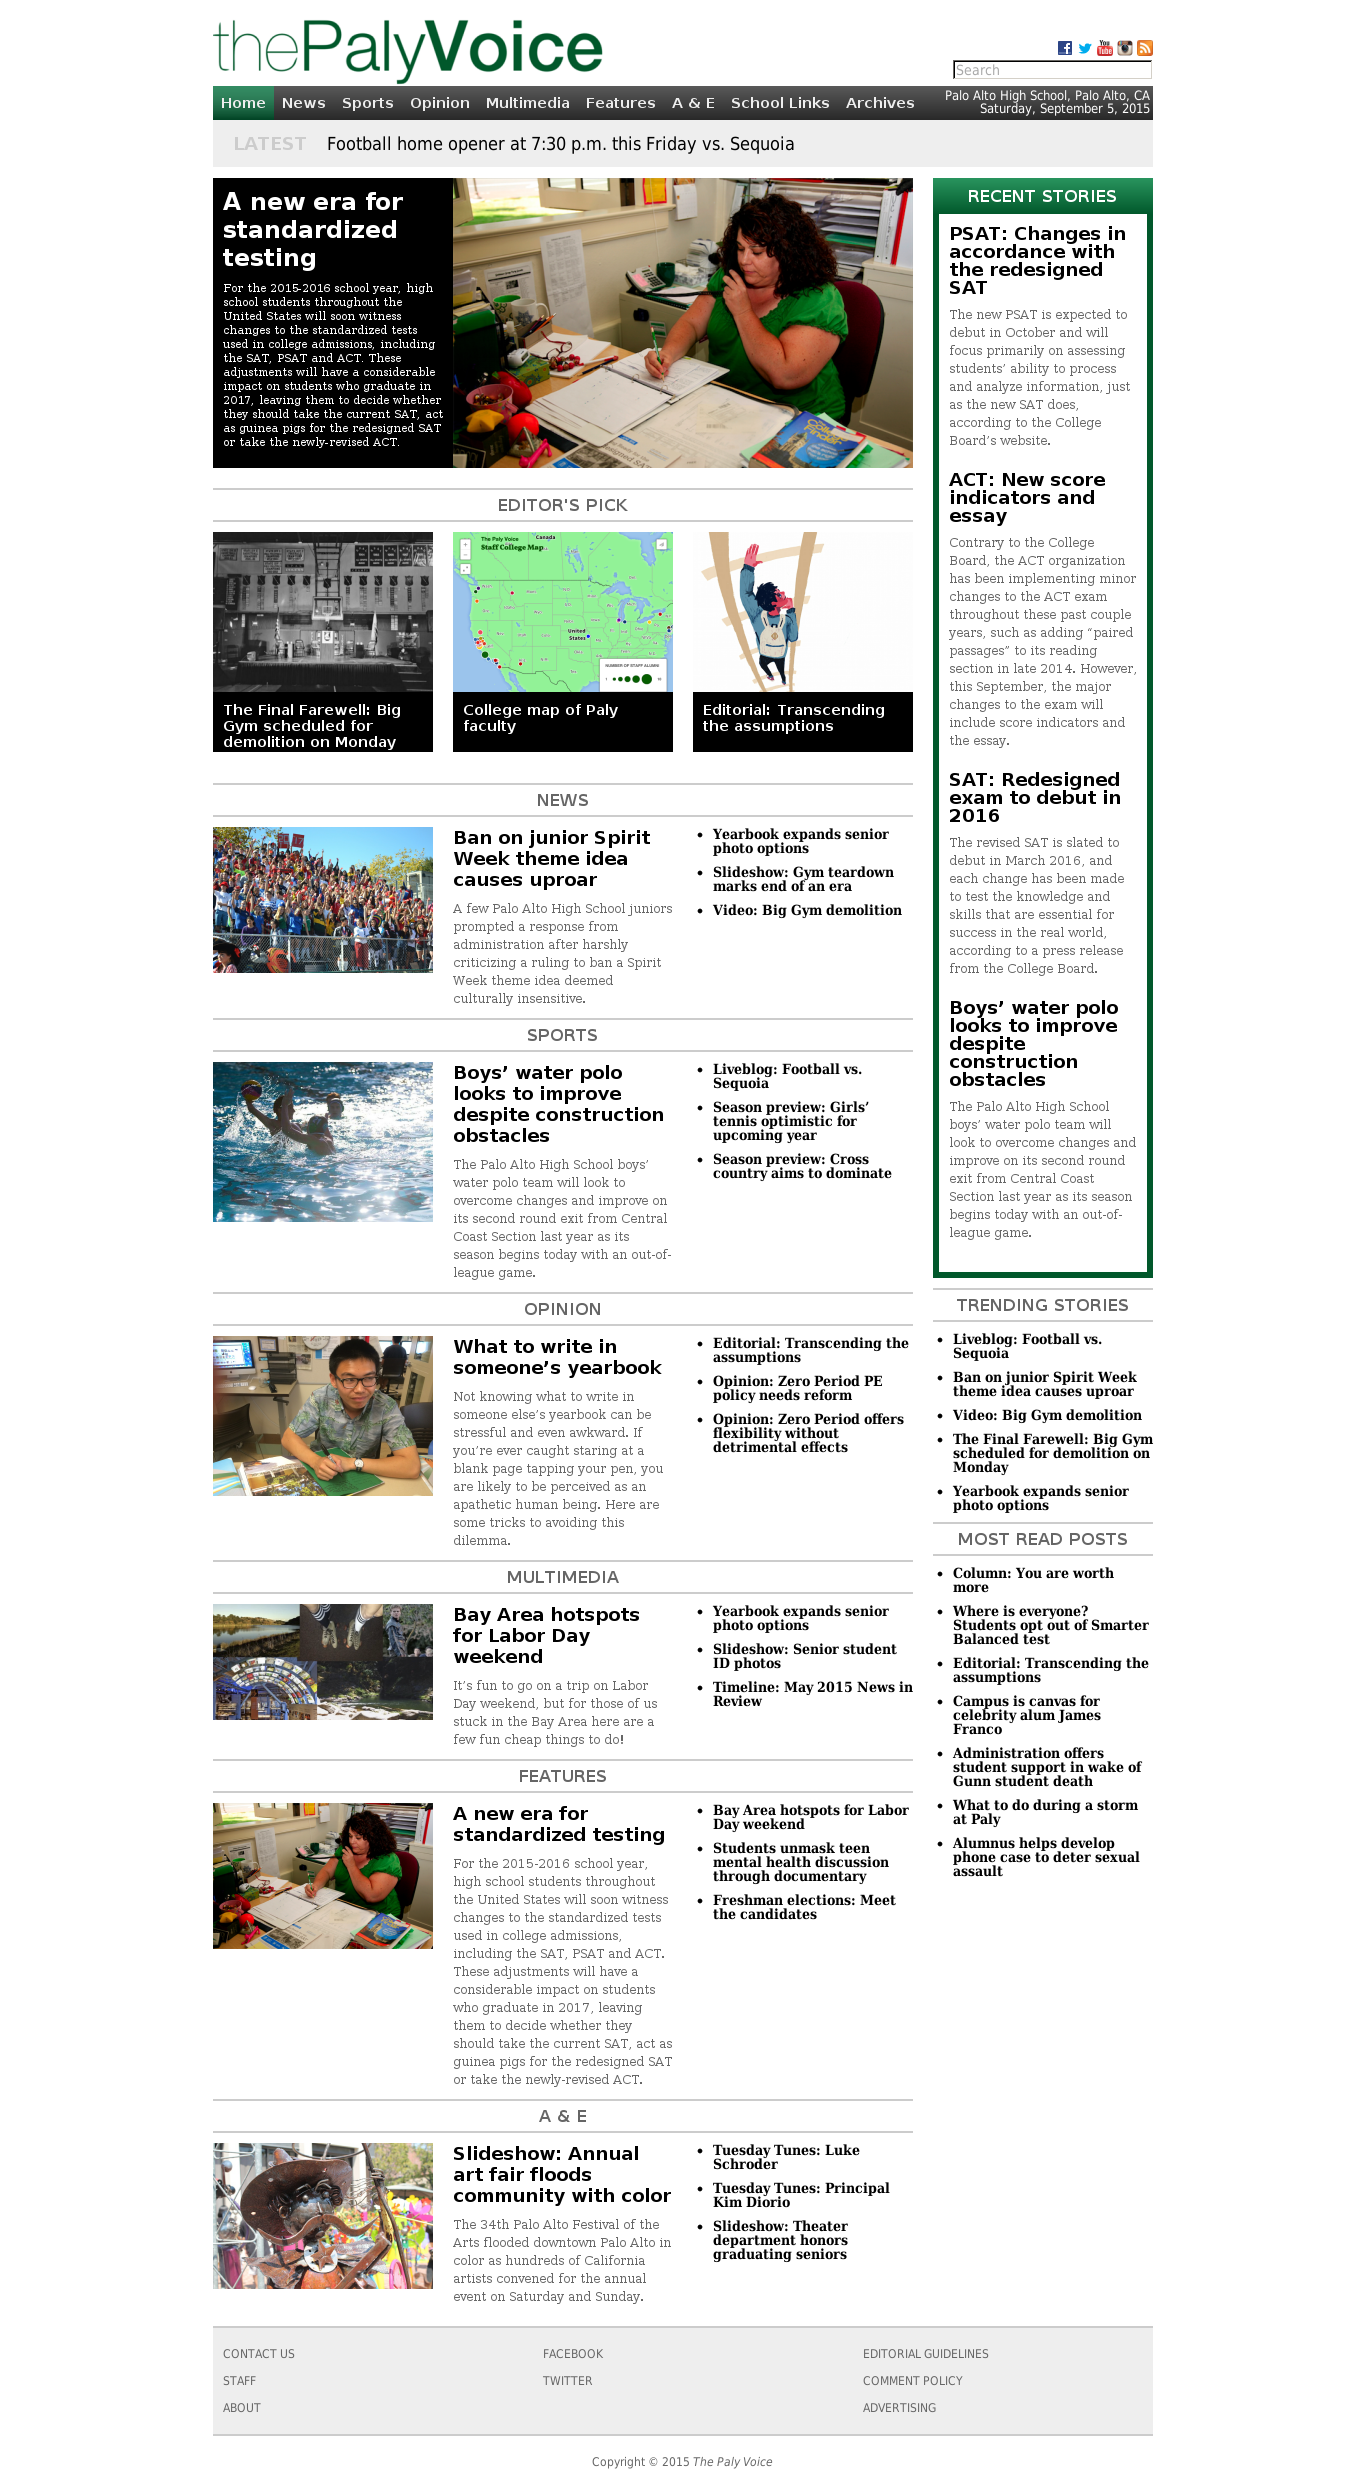 thePalyVoice
Search
Home News Sports Opinion Multimedia Features A & E School Links Archives
Palo Alto High School, Palo Alto, CA
Saturday, September 5, 2015
LATEST Football home opener at 7:30 p.m. this Friday vs. Sequoia
A new era for
standardized
testing
For the 2015-2016 school year, high
school students throughout the
United States will soon witness
changes to the standardized tests
used in college admissions, including
the SAT, PSAT and ACT. These
adjustments will have a considerable
impact on students who graduate in
2017, leaving them to decide whether
they should take the current SAT, act
as guinea pigs for the redesigned SAT
or take the newly-revised ACT.
EDITOR'S PICK
The Paly Voice
Staff College Map
Canada
United
States
NUMBER OF STAFF ALUMNI
The Final Farewell: Big
Gym scheduled for
demolition on Monday
College map of Paly
faculty
Editorial: Transcending
the assumptions
NEWS
Ban on junior Spirit
Week theme idea
causes uproar
A few Palo Alto High School juniors
prompted a response from
administration after harshly
criticizing a ruling to ban a Spirit
Week theme idea deemed
culturally insensitive.
• Yearbook expands senior
photo options
• Slideshow: Gym teardown
marks end of an era
• Video: Big Gym demolition
SPORTS
Boys’ water polo
looks to improve
despite construction
obstacles
The Palo Alto High School boys’
water polo team will look to
overcome changes and improve on
its second round exit from Central
Coast Section last year as its
season begins today with an out-of-
league game.
• Liveblog: Football vs.
Sequoia
• Season preview: Girls’
tennis optimistic for
upcoming year
• Season preview: Cross
country aims to dominate
OPINION
What to write in
someone’s yearbook
Not knowing what to write in
someone else’s yearbook can be
stressful and even awkward. If
you’re ever caught staring at a
blank page tapping your pen, you
are likely to be perceived as an
apathetic human being. Here are
some tricks to avoiding this
dilemma.
• Editorial: Transcending the
assumptions
• Opinion: Zero Period PE
policy needs reform
• Opinion: Zero Period offers
flexibility without
detrimental effects
MULTIMEDIA
Bay Area hotspots
for Labor Day
weekend
It’s fun to go on a trip on Labor
Day weekend, but for those of us
stuck in the Bay Area here are a
few fun cheap things to do!
• Yearbook expands senior
photo options
• Slideshow: Senior student
ID photos
• Timeline: May 2015 News in
Review
FEATURES
A new era for
standardized testing
For the 2015-2016 school year,
high school students throughout
the United States will soon witness
changes to the standardized tests
used in college admissions,
including the SAT, PSAT and ACT.
These adjustments will have a
considerable impact on students
who graduate in 2017, leaving
them to decide whether they
should take the current SAT, act as
guinea pigs for the redesigned SAT
or take the newly-revised ACT.
• Bay Area hotspots for Labor
Day weekend
• Students unmask teen
mental health discussion
through documentary
• Freshman elections: Meet
the candidates
A & E
Slideshow: Annual
art fair floods
community with color
The 34th Palo Alto Festival of the
Arts flooded downtown Palo Alto in
color as hundreds of California
artists convened for the annual
event on Saturday and Sunday.
• Tuesday Tunes: Luke
Schroder
• Tuesday Tunes: Principal
Kim Diorio
• Slideshow: Theater
department honors
graduating seniors
RECENT STORIES
PSAT: Changes in
accordance with
the redesigned
SAT
The new PSAT is expected to
debut in October and will
focus primarily on assessing
students’ ability to process
and analyze information, just
as the new SAT does,
according to the College
Board’s website.
ACT: New score
indicators and
essay
Contrary to the College
Board, the ACT organization
has been implementing minor
changes to the ACT exam
throughout these past couple
years, such as adding “paired
passages” to its reading
section in late 2014. However,
this September, the major
changes to the exam will
include score indicators and
the essay.
SAT: Redesigned
exam to debut in
2016
The revised SAT is slated to
debut in March 2016, and
each change has been made
to test the knowledge and
skills that are essential for
success in the real world,
according to a press release
from the College Board.
Boys’ water polo
looks to improve
despite
construction
obstacles
The Palo Alto High School
boys’ water polo team will
look to overcome changes and
improve on its second round
exit from Central Coast
Section last year as its season
begins today with an out-of-
league game.
TRENDING STORIES
• Liveblog: Football vs.
Sequoia
• Ban on junior Spirit Week
theme idea causes uproar
• Video: Big Gym demolition
• The Final Farewell: Big Gym
scheduled for demolition on
Monday
• Yearbook expands senior
photo options
MOST READ POSTS
• Column: You are worth
more
• Where is everyone?
Students opt out of Smarter
Balanced test
• Editorial: Transcending the
assumptions
• Campus is canvas for
celebrity alum James
Franco
• Administration offers
student support in wake of
Gunn student death
• What to do during a storm
at Paly
• Alumnus helps develop
phone case to deter sexual
assault
CONTACT US
STAFF
ABOUT
FACEBOOK
TWITTER
EDITORIAL GUIDELINES
COMMENT POLICY
ADVERTISING
Copyright © 2015 The Paly Voice